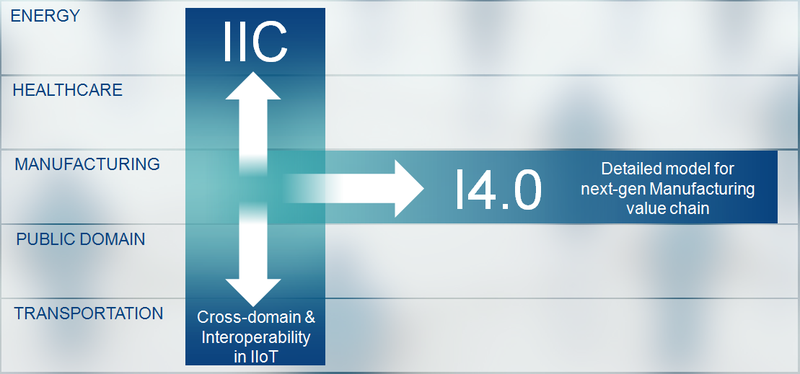 ENERGY
IIC
HEALTHCARE
MANUFACTURING
I4.0
Detailed model for
next-gen Manufacturing
value chain
PUBLIC DOMAIN
TRANSPORTATION
Cross-domain &
Interoperability
in IIoT